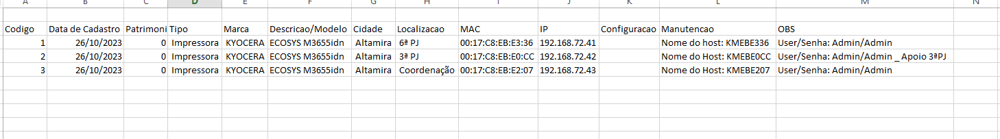 A B C D E F G H I J K L M N
Codigo Data de Cadastro Patrimoni Tipo Marca Descricao/Modelo Cidade Localizacao MAC IP Configuracao Manutencao OBS
1 26/10/2023 0 Impressora KYOCERA ECOSYS M3655idn Altamira 6ª PJ 00:17:C8:EB:E3:36 192.168.72.41 Nome do host: KMEBE336 User/Senha: Admin/Admin
2 26/10/2023 0 Impressora KYOCERA ECOSYS M3655idn Altamira 3ª PJ 00:17:C8:EB:E0:CC 192.168.72.42 Nome do Host: KMEBE0CC User/Senha: Admin/Admin _ Apoio 3ªPJ
3 26/10/2023 0 Impressora KYOCERA ECOSYS M3655idn Altamira Coordenação 00:17:C8:EB:E2:07 192.168.72.43 Nome do Host: KMEBE207 User/Senha: Admin/Admin